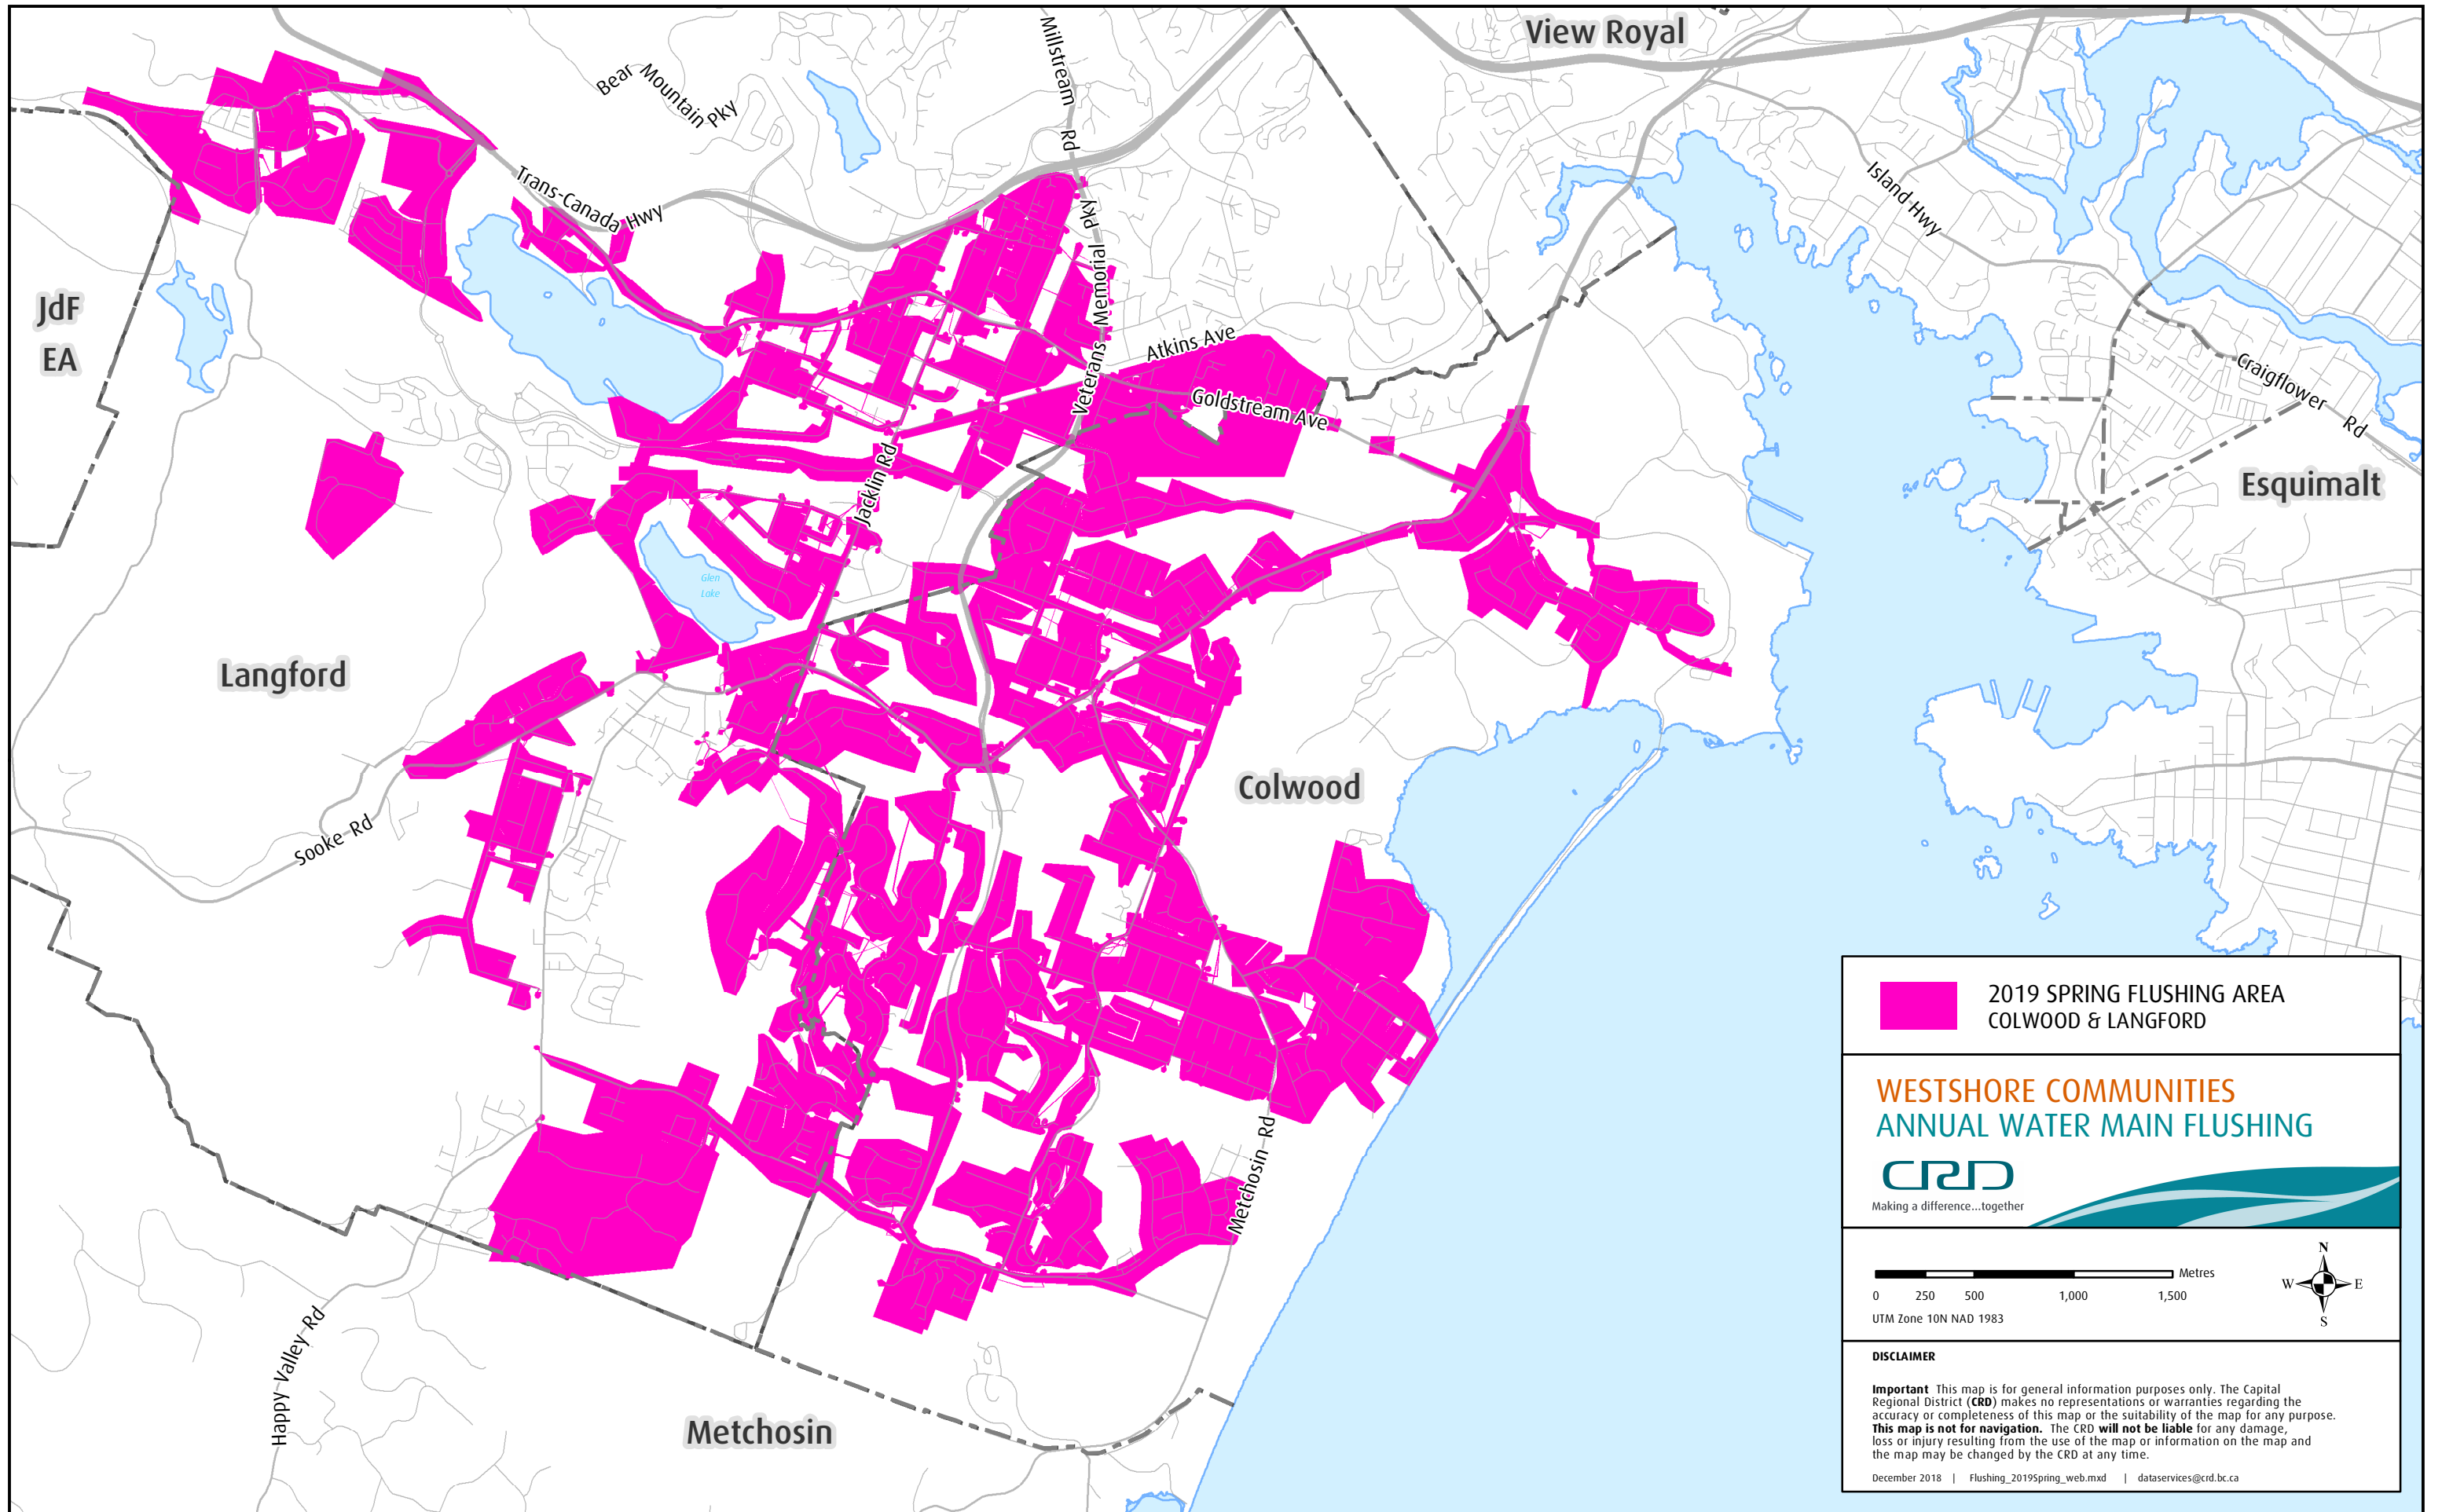 View Royal
Millstream Rd
Bear Mountain Pky
Trans-Canada Hwy
Island Hwy
Veterans Memorial Pky
JdF
EA
Atkins Ave
Goldstream Ave
Craigflower Rd
Esquimalt
Jacklin Rd
Glen
Lake
Langford
Colwood
Sooke Rd
Metchosin Rd
Happy Valley Rd
Metchosin
2019 SPRING FLUSHING AREA
COLWOOD & LANGFORD
WESTSHORE COMMUNITIES
ANNUAL WATER MAIN FLUSHING
CRD
Making a difference...together
N
W E
S
Metres
0 250 500 1,000 1,500
UTM Zone 10N NAD 1983
DISCLAIMER
Important This map is for general information purposes only. The Capital
Regional District (CRD) makes no representations or warranties regarding the
accuracy or completeness of this map or the suitability of the map for any purpose.
This map is not for navigation. The CRD will not be liable for any damage,
loss or injury resulting from the use of the map or information on the map and
the map may be changed by the CRD at any time.
December 2018 | Flushing_2019Spring_web.mxd | dataservices@crd.bc.ca